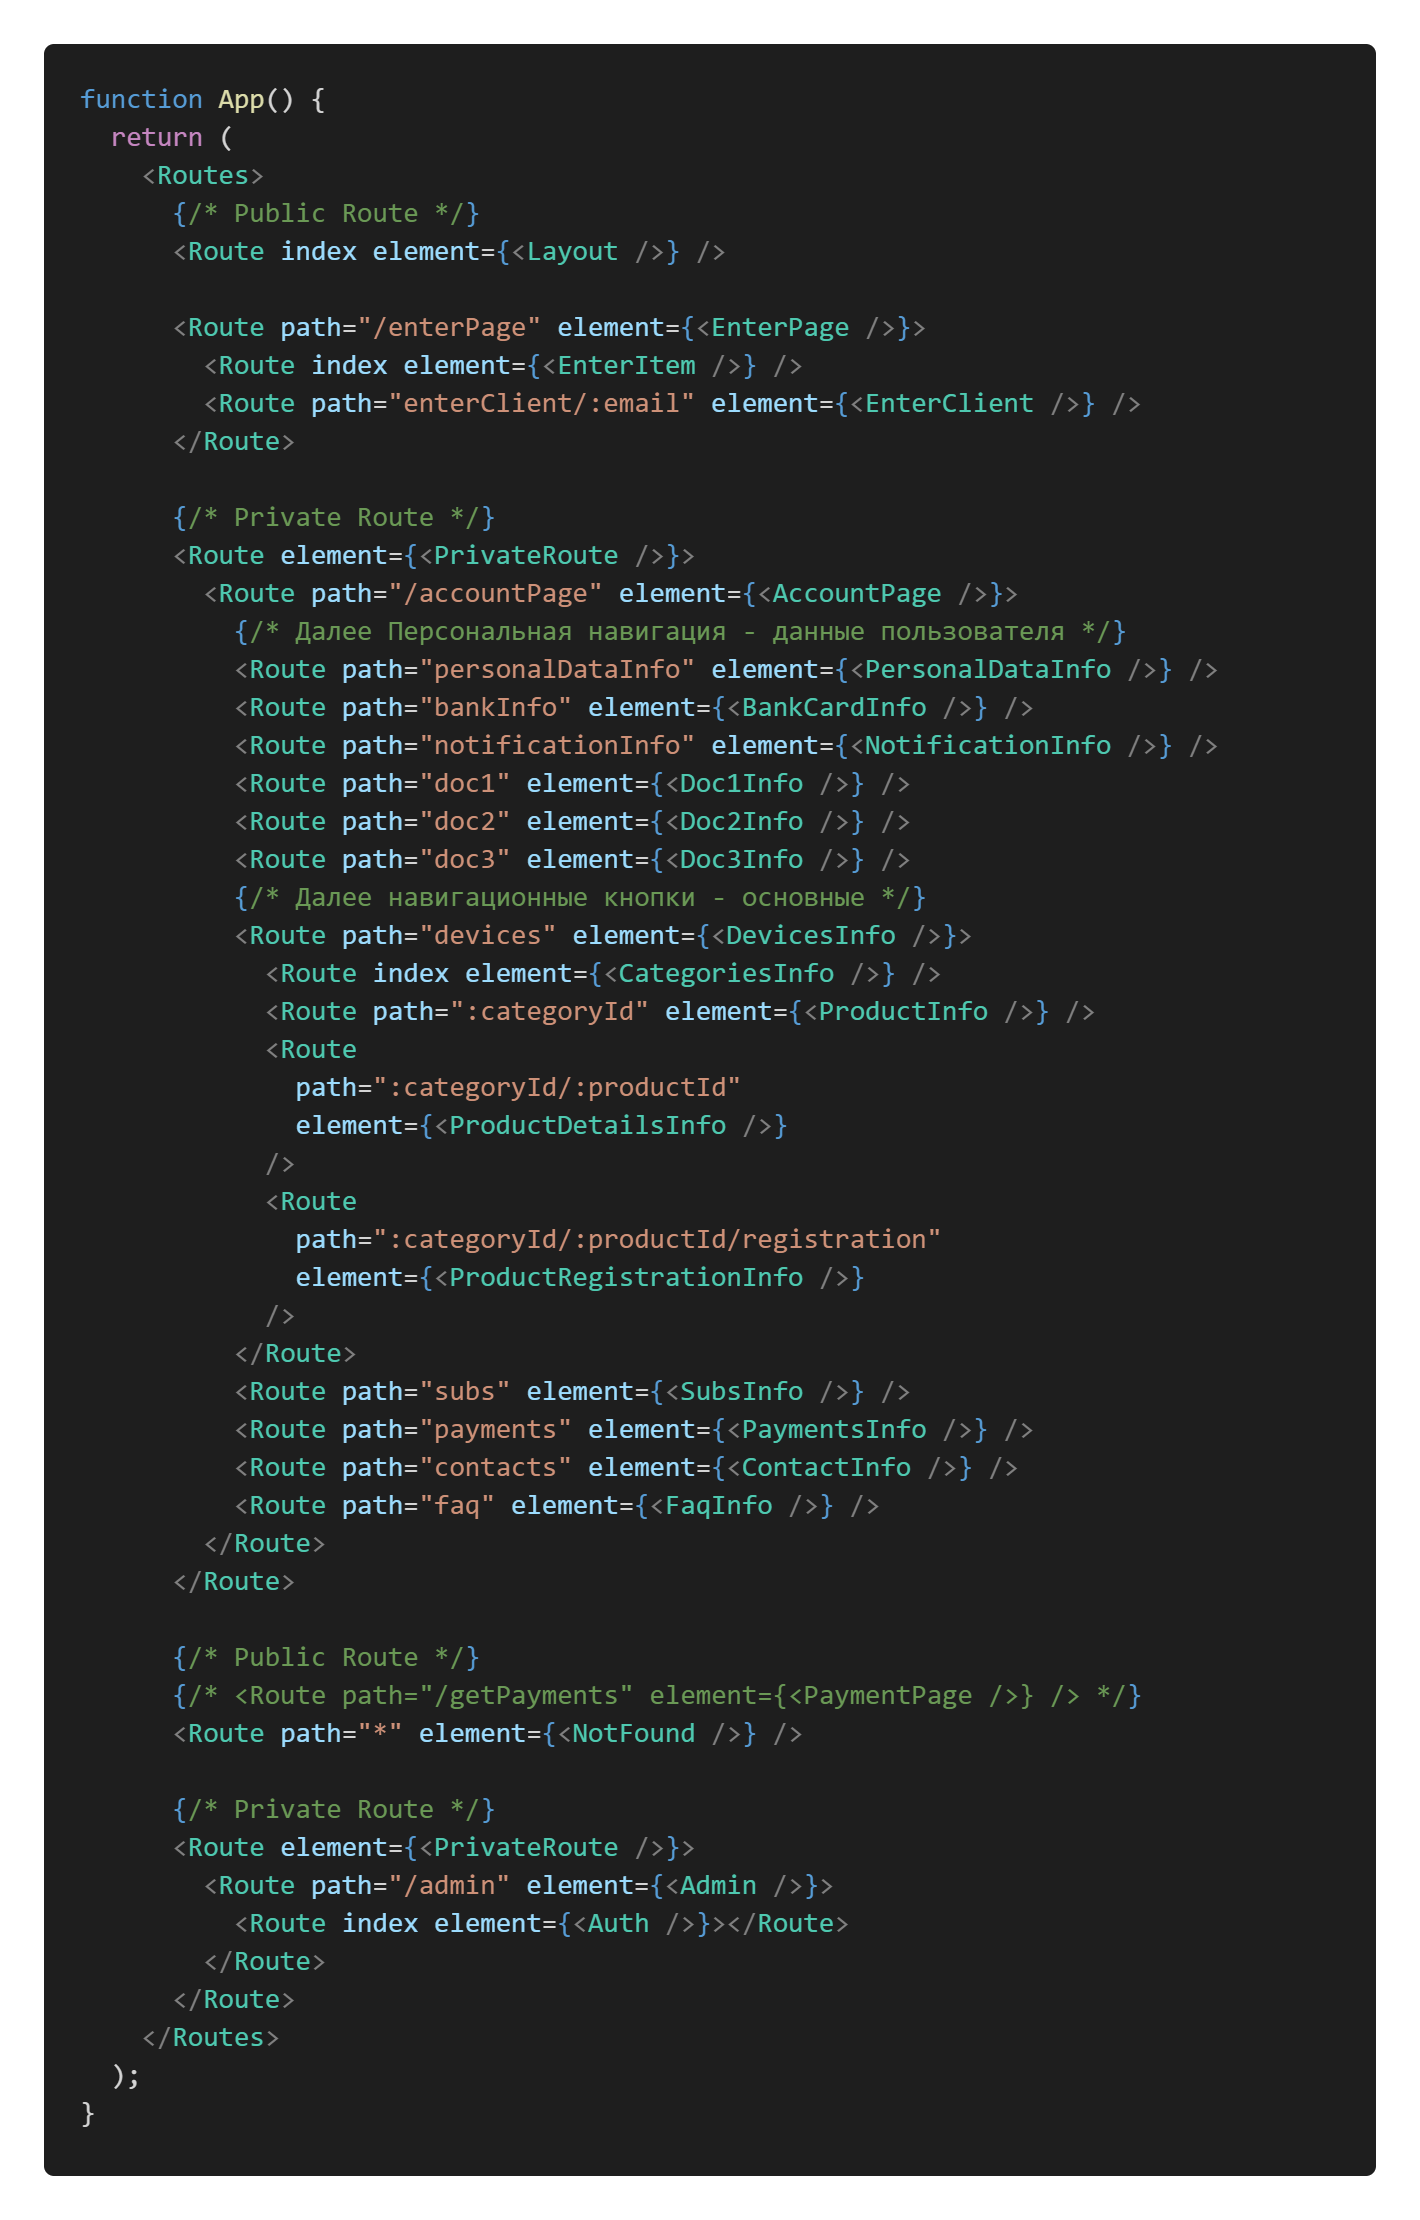 function App() {
  return (
    <Routes>
      {/* Public Route */}
      <Route index element={<Layout />} />

      <Route path="/enterPage" element={<EnterPage />}>
        <Route index element={<EnterItem />} />
        <Route path="enterClient/:email" element={<EnterClient />} />
      </Route>

      {/* Private Route */}
      <Route element={<PrivateRoute />}>
        <Route path="/accountPage" element={<AccountPage />}>
          {/* Далее Персональная навигация - данные пользователя */}
          <Route path="personalDataInfo" element={<PersonalDataInfo />} />
          <Route path="bankInfo" element={<BankCardInfo />} />
          <Route path="notificationInfo" element={<NotificationInfo />} />
          <Route path="doc1" element={<Doc1Info />} />
          <Route path="doc2" element={<Doc2Info />} />
          <Route path="doc3" element={<Doc3Info />} />
          {/* Далее навигационные кнопки - основные */}
          <Route path="devices" element={<DevicesInfo />}>
            <Route index element={<CategoriesInfo />} />
            <Route path=":categoryId" element={<ProductInfo />} />
            <Route
              path=":categoryId/:productId"
              element={<ProductDetailsInfo />}
            />
            <Route
              path=":categoryId/:productId/registration"
              element={<ProductRegistrationInfo />}
            />
          </Route>
          <Route path="subs" element={<SubsInfo />} />
          <Route path="payments" element={<PaymentsInfo />} />
          <Route path="contacts" element={<ContactInfo />} />
          <Route path="faq" element={<FaqInfo />} />
        </Route>
      </Route>

      {/* Public Route */}
      {/* <Route path="/getPayments" element={<PaymentPage />} /> */}
      <Route path="*" element={<NotFound />} />

      {/* Private Route */}
      <Route element={<PrivateRoute />}>
        <Route path="/admin" element={<Admin />}>
          <Route index element={<Auth />}></Route>
        </Route>
      </Route>
    </Routes>
  );
}